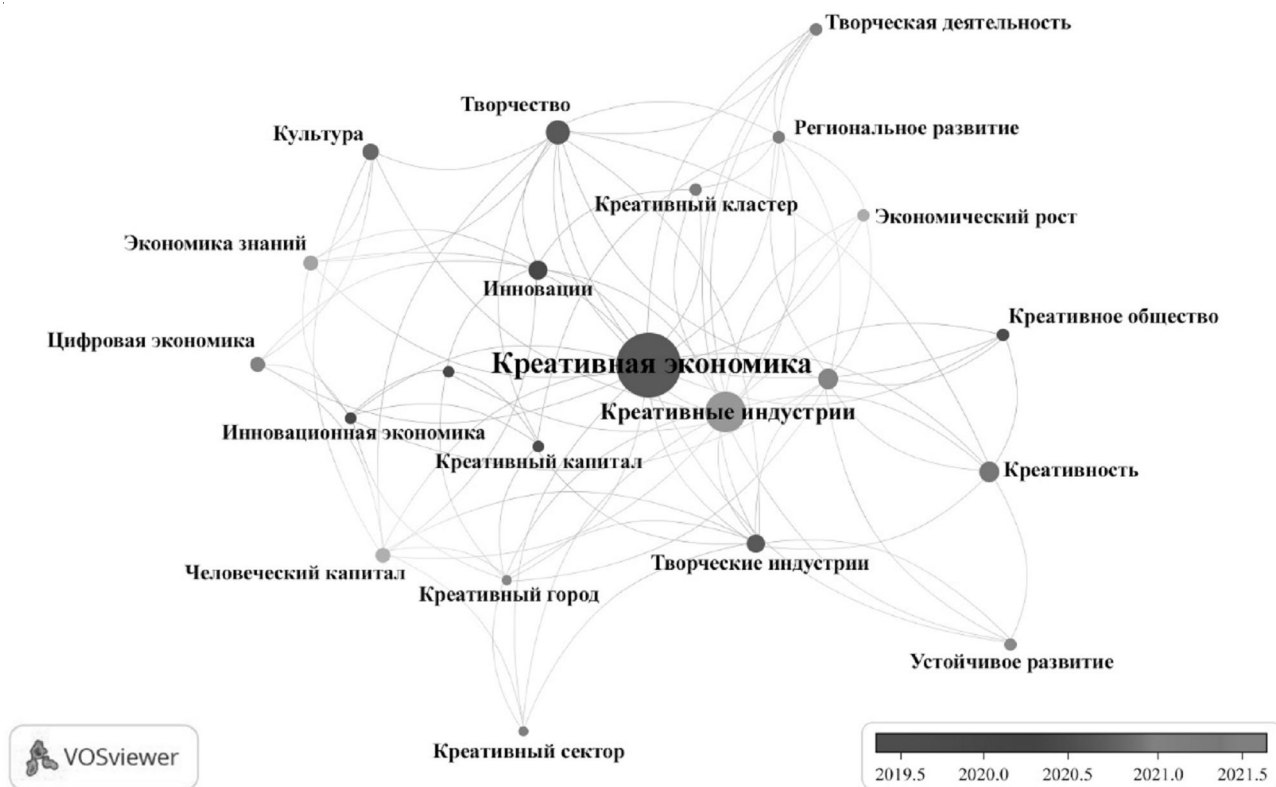 Творческая деятельность
Творчество
Культура
Региональное развитие
Креативный кластер
Экономический рост
Экономика знаний
Инновации
Креативное общество
Цифровая экономика
Креативная экономика
Креативные индустрии
Инновационная экономика
Креативный капитал
Креативность
Творческие индустрии
Человеческий капитал
Креативный город
Устойчивое развитие
Креативный сектор
VOSviewer
2019.5 2020.0 2020.5 2021.0 2021.5